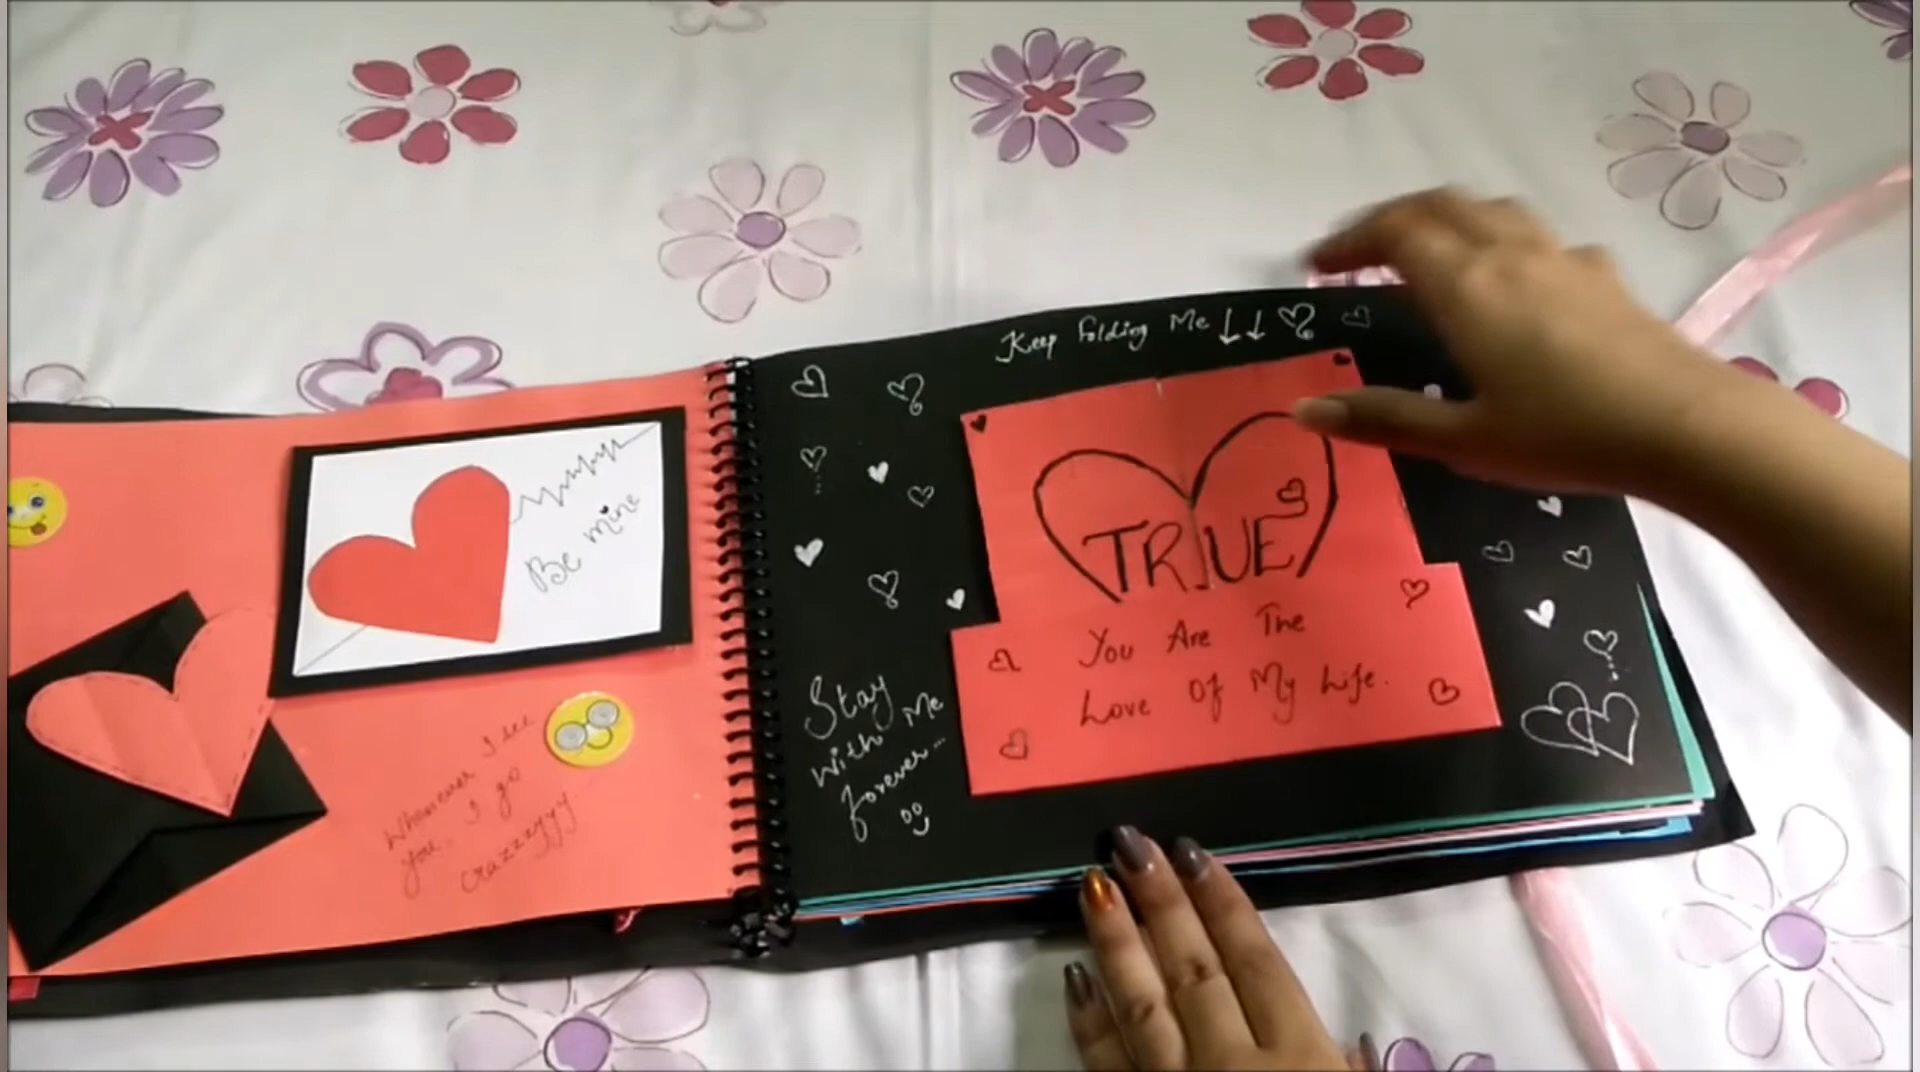 Be mine
Whenever I see
you.. I go
crazzzyyy
Keep folding Me
TRUE
You Are The
Love Of My Life.
Stay
With Me
forever...